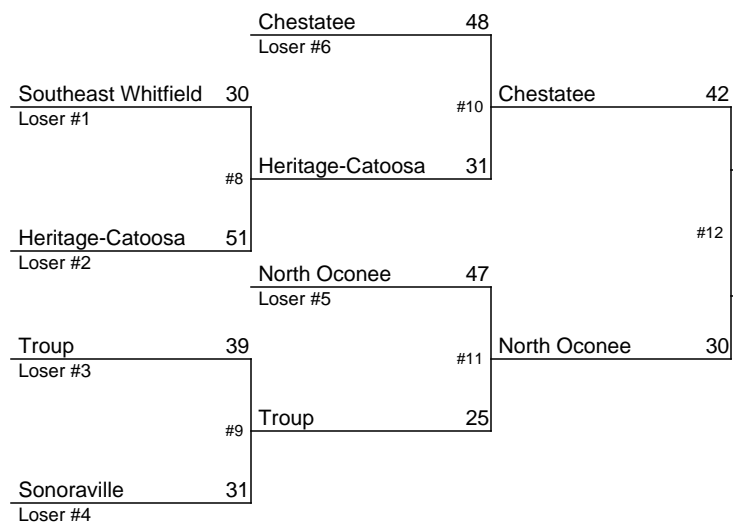 Chestatee 48
Loser #6
Southeast Whitfield 30
Loser #1
#10
Chestatee 42
#8
Heritage-Catoosa 31
Heritage-Catoosa 51
Loser #2
#12
North Oconee 47
Loser #5
Troup 39
Loser #3
#11
North Oconee 30
#9
Troup 25
Sonoraville 31
Loser #4